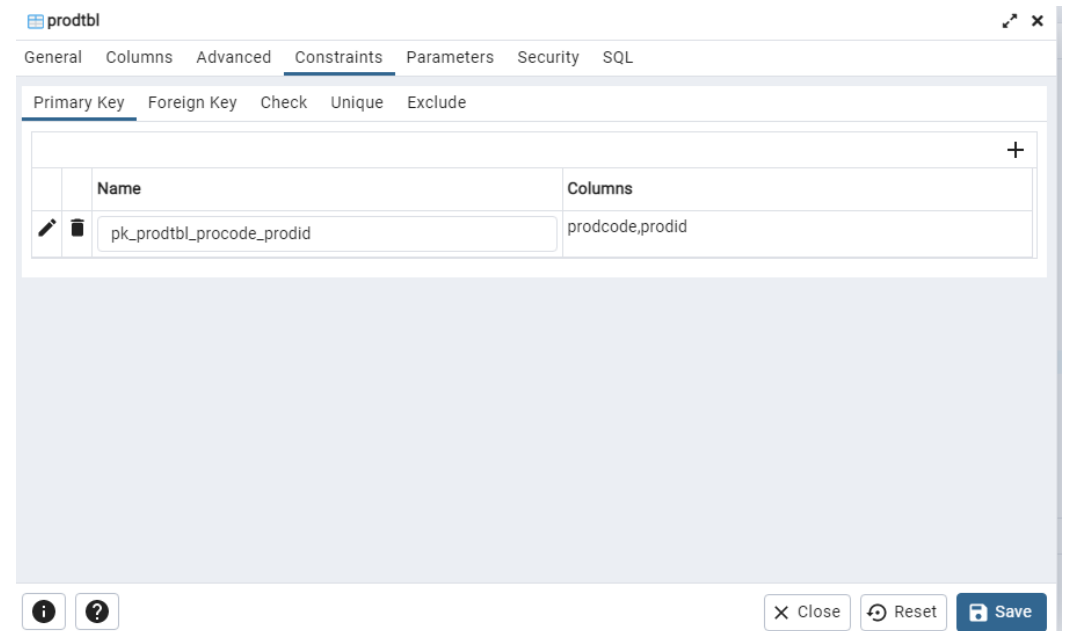 prodtbl
General Columns Advanced Constraints Parameters Security SQL
Primary Key Foreign Key Check Unique Exclude
Name Columns
pk_prodtbl_procode_prodid prodcode,prodid
Close Reset Save